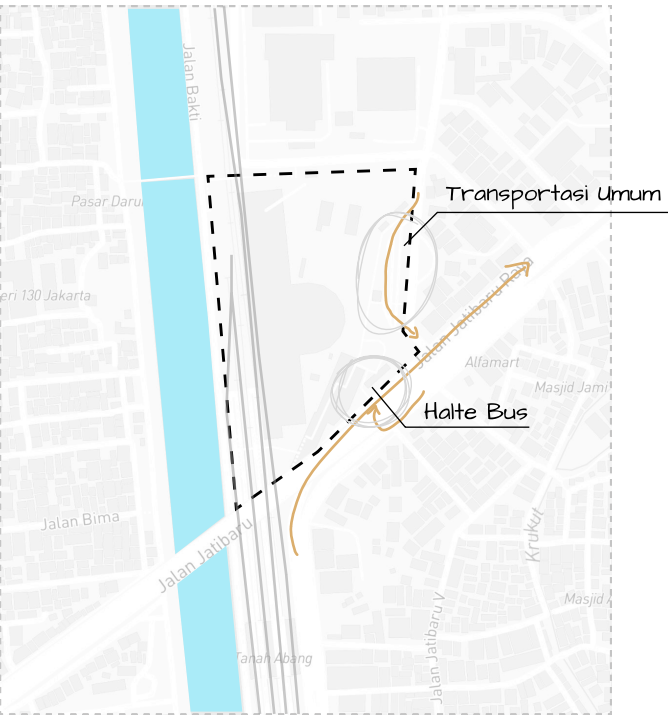 Jalan Bakti
Transportasi Umum
Pasar Darul
Jalan Jatibaru Raya
eri 130 Jakarta
Alfamart
Masjid Jami
Halte Bus
Jalan Bima
Jalan Jatibaru
Krukut
Jalan Jatibaru V
Masjid A
Tanah Abang